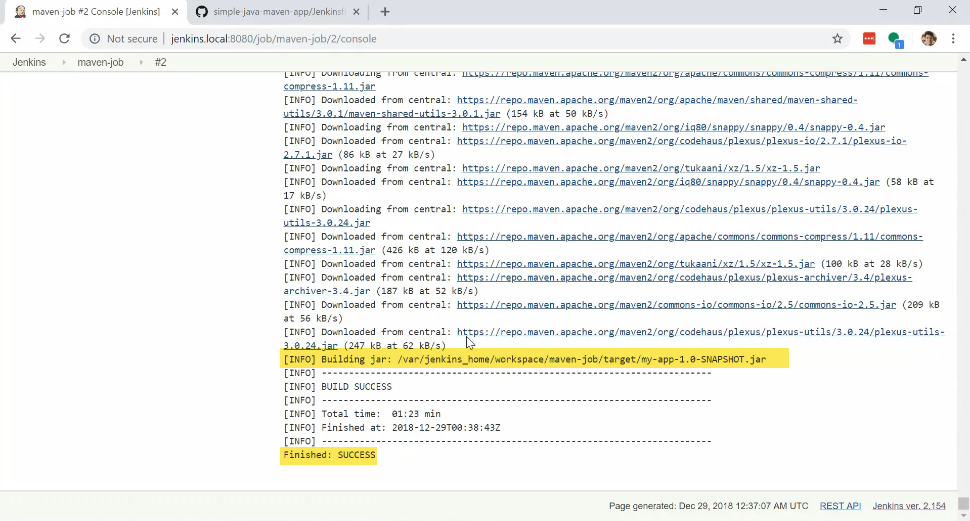 maven-job #2 Console [Jenkins]
simple-java-maven-app/Jenkinsf
Not secure | jenkins.local:8080/job/maven-job/2/console
1
Jenkins maven-job #2
[INFO] Downloading from central: https://repo.maven.apache.org/maven2/org/apache/commons/commons-compress/1.11/commons-
compress-1.11.jar
[INFO] Downloaded from central: https://repo.maven.apache.org/maven2/org/apache/maven/shared/maven-shared-
utils/3.0.1/maven-shared-utils-3.0.1.jar (154 kB at 50 kB/s)
[INFO] Downloading from central: https://repo.maven.apache.org/maven2/org/iq80/snappy/snappy/0.4/snappy-0.4.jar
[INFO] Downloaded from central: https://repo.maven.apache.org/maven2/org/codehaus/plexus/plexus-io/2.7.1/plexus-io-
2.7.1.jar (86 kB at 27 kB/s)
[INFO] Downloading from central: https://repo.maven.apache.org/maven2/org/tukaani/xz/1.5/xz-1.5.jar
[INFO] Downloaded from central: https://repo.maven.apache.org/maven2/org/iq80/snappy/snappy/0.4/snappy-0.4.jar (58 kB at
17 kB/s)
[INFO] Downloading from central: https://repo.maven.apache.org/maven2/org/codehaus/plexus/plexus-utils/3.0.24/plexus-
utils-3.0.24.jar
[INFO] Downloaded from central: https://repo.maven.apache.org/maven2/org/apache/commons/commons-compress/1.11/commons-
compress-1.11.jar (426 kB at 120 kB/s)
[INFO] Downloaded from central: https://repo.maven.apache.org/maven2/org/tukaani/xz/1.5/xz-1.5.jar (100 kB at 28 kB/s)
[INFO] Downloaded from central: https://repo.maven.apache.org/maven2/org/codehaus/plexus/plexus-archiver/3.4/plexus-
archiver-3.4.jar (187 kB at 52 kB/s)
[INFO] Downloaded from central: https://repo.maven.apache.org/maven2/commons-io/commons-io/2.5/commons-io-2.5.jar (209 kB
at 56 kB/s)
[INFO] Downloaded from central: https://repo.maven.apache.org/maven2/org/codehaus/plexus/plexus-utils/3.0.24/plexus-utils-
3.0.24.jar (247 kB at 62 kB/s)
[INFO] Building jar: /var/jenkins_home/workspace/maven-job/target/my-app-1.0-SNAPSHOT.jar
[INFO] ------------------------------------------------------------------------
[INFO] BUILD SUCCESS
[INFO] ------------------------------------------------------------------------
[INFO] Total time: 01:23 min
[INFO] Finished at: 2018-12-29T00:38:43Z
[INFO] ------------------------------------------------------------------------
Finished: SUCCESS
Page generated: Dec 29, 2018 12:37:07 AM UTC REST API Jenkins ver. 2.154